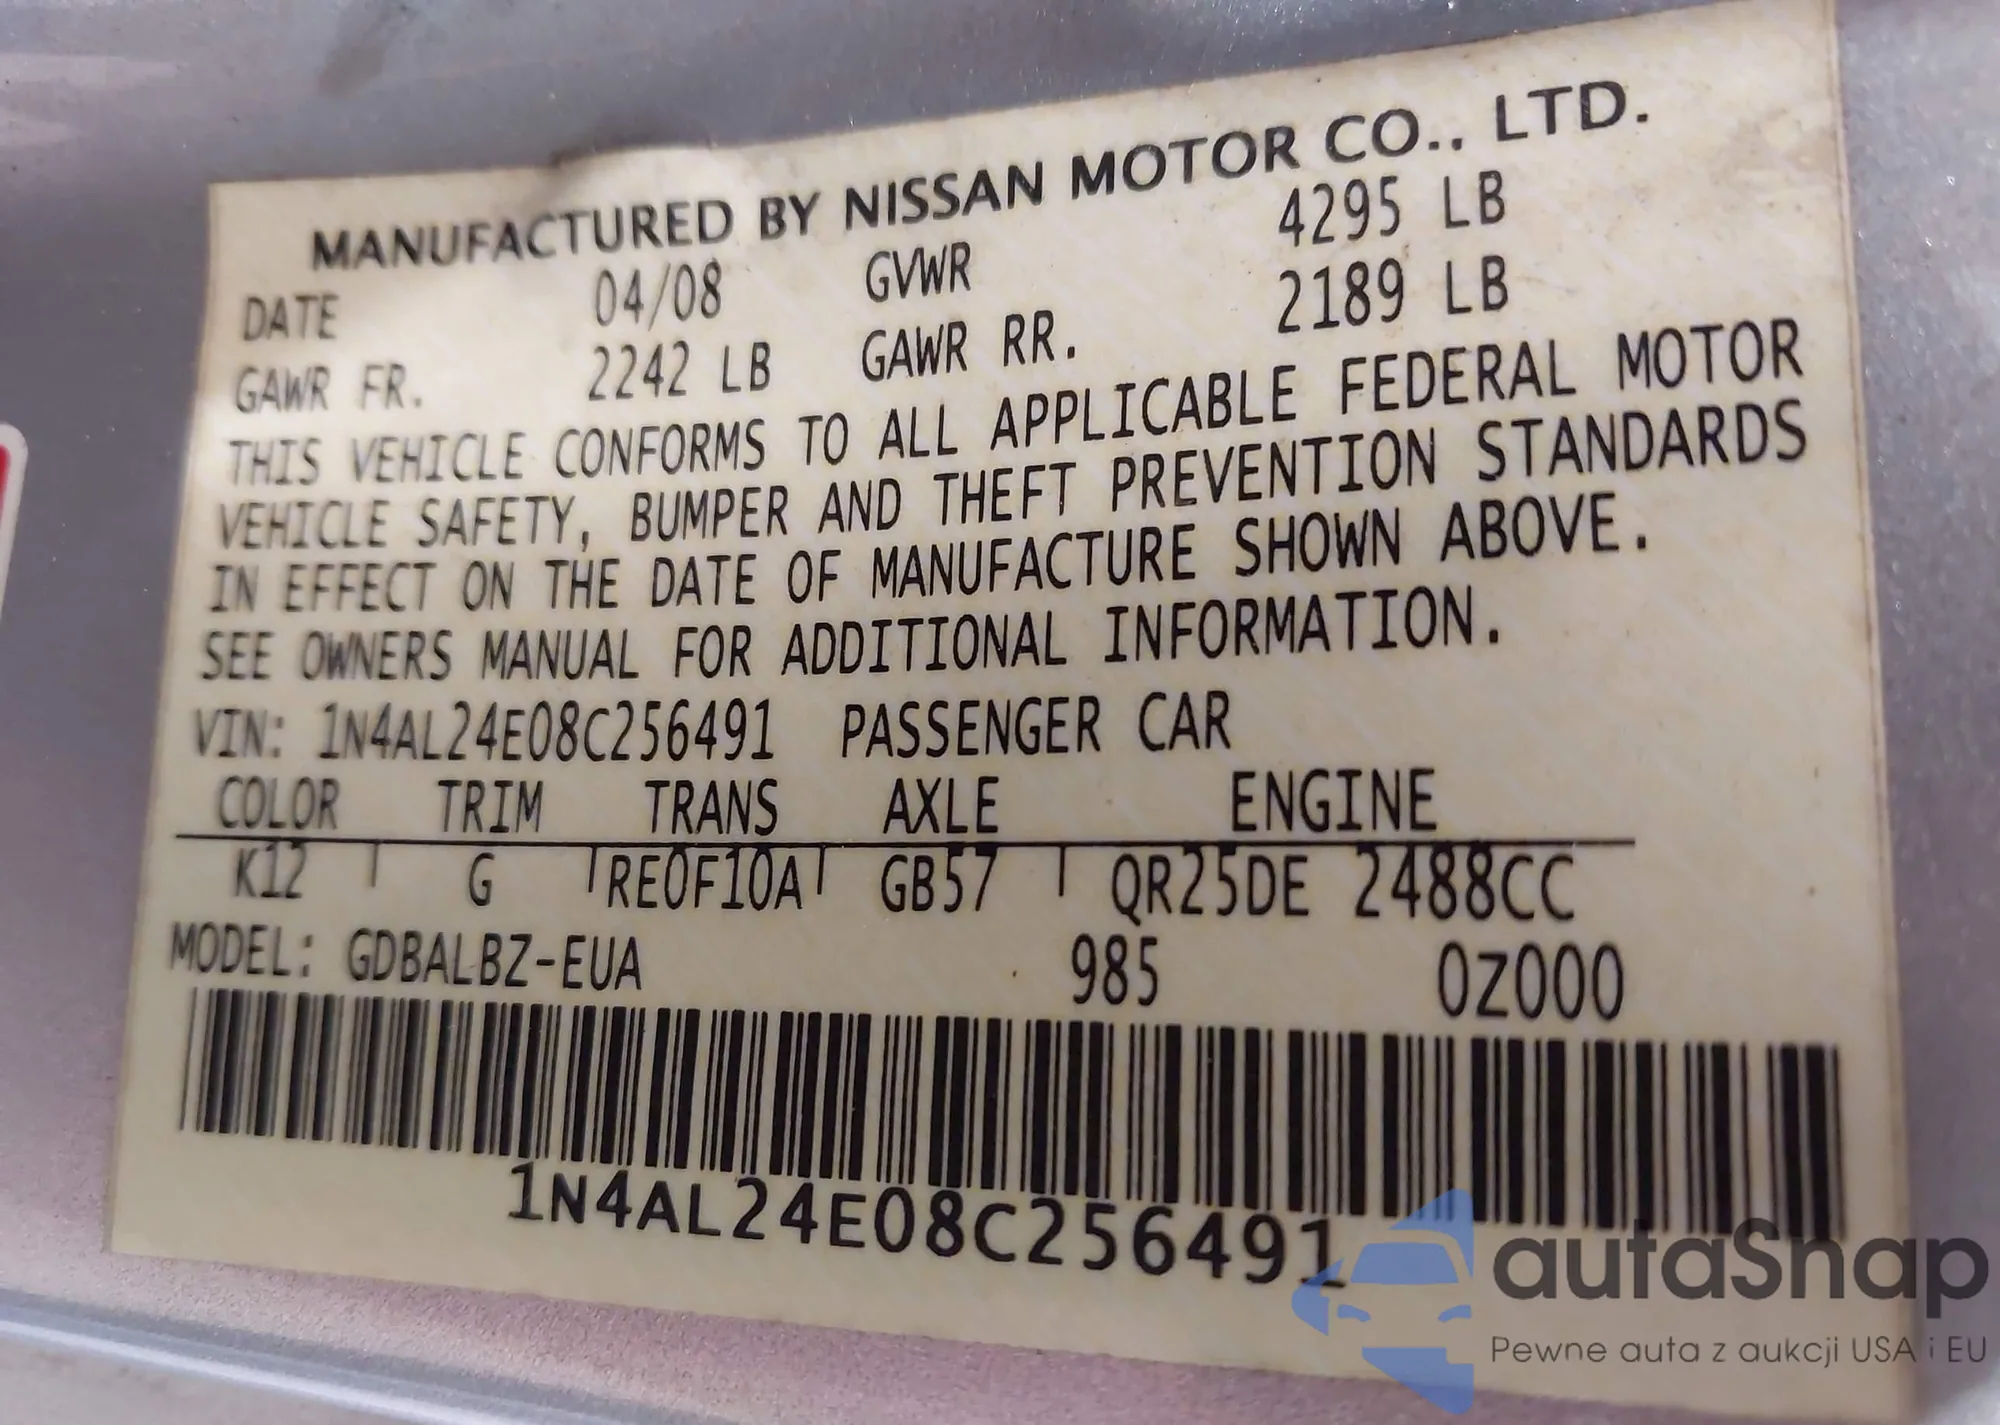 MANUFACTURED BY NISSAN MOTOR CO., LTD.
DATE 04/08 GVWR 4295 LB
GAWR FR. 2242 LB GAWR RR. 2189 LB
THIS VEHICLE CONFORMS TO ALL APPLICABLE FEDERAL MOTOR
VEHICLE SAFETY, BUMPER AND THEFT PREVENTION STANDARDS
IN EFFECT ON THE DATE OF MANUFACTURE SHOWN ABOVE.
SEE OWNERS MANUAL FOR ADDITIONAL INFORMATION.
VIN: 1N4AL24E08C256491 PASSENGER CAR
COLOR TRIM TRANS AXLE ENGINE
K12 G RE0F10A GB57 QR25DE 2488CC
MODEL: GDBALBZ-EUA 985 0Z000
1N4AL24E08C256491
autaSnap
Pewne auta z aukcji USA i EU